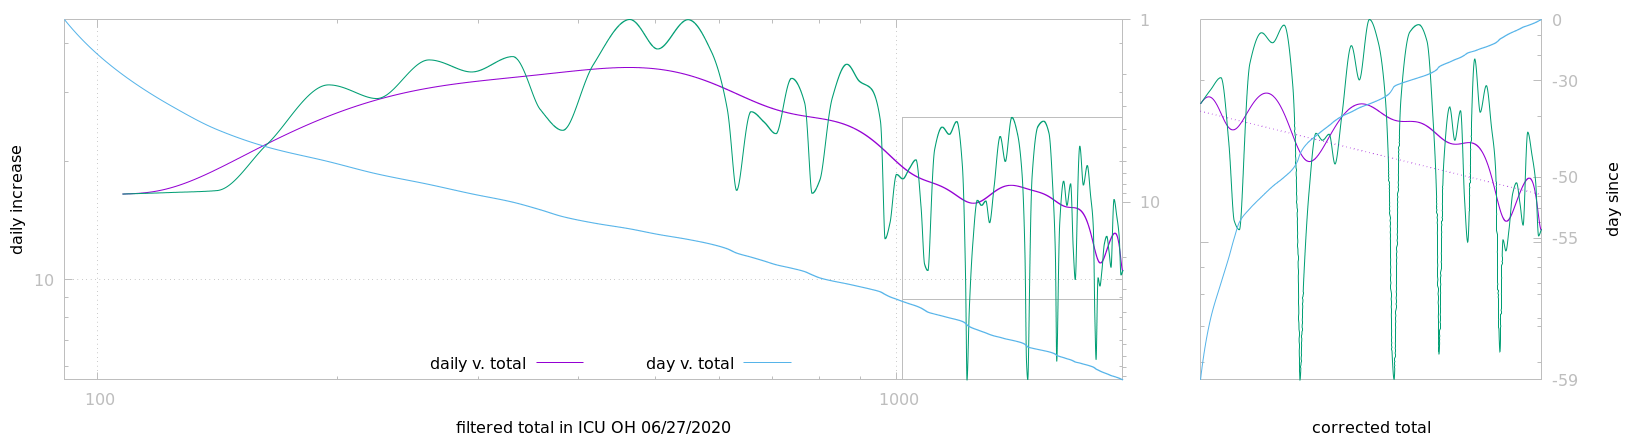 1
0
-30
10
-50
-55
daily increase
day since
10
daily v. total
day v. total
-59
100
1000
filtered total in ICU OH 06/27/2020
corrected total